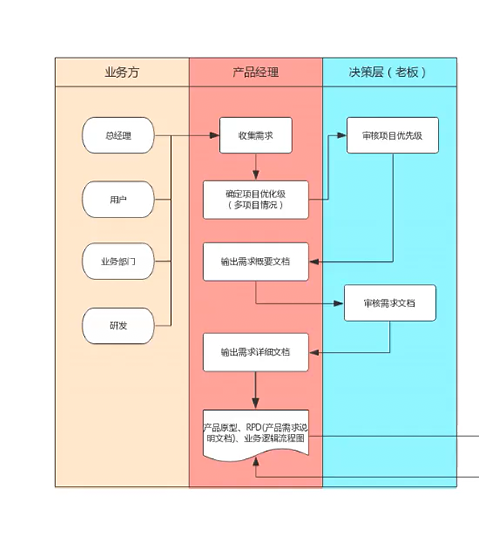 业务方
产品经理
决策层（老板）
总经理
收集需求
审核项目优先级
用户
确定项目优化级
（多项目情况）
业务部门
输出需求概要文档
审核需求文档
研发
输出需求详细文档
产品原型、RPD(产品需求说
明文档)、业务逻辑流程图